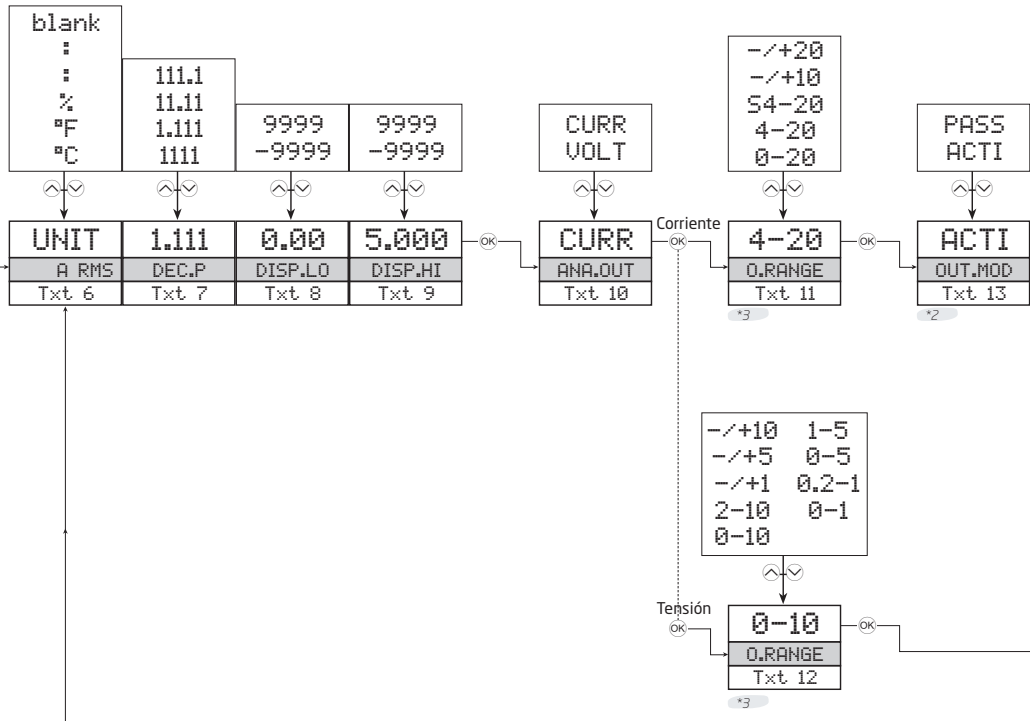 blank
:
:
%
°F
°C
111.1
11.11
1.111
1111
9999
-9999
9999
-9999
CURR
VOLT
-/+20
-/+10
S4-20
4-20
0-20
PASS
ACTI
UNIT
A RMS
Txt 6
1.111
DEC.P
Txt 7
0.00
DISP.LO
Txt 8
5.000
DISP.HI
Txt 9
OK
CURR
ANA.OUT
Txt 10
Corriente
OK
4-20
O.RANGE
Txt 11
*3
OK
ACTI
OUT.MOD
Txt 13
*2
-/+10 1-5
-/+5 0-5
-/+1 0.2-1
2-10 0-1
0-10
Tensión
OK
0-10
O.RANGE
Txt 12
*3
OK